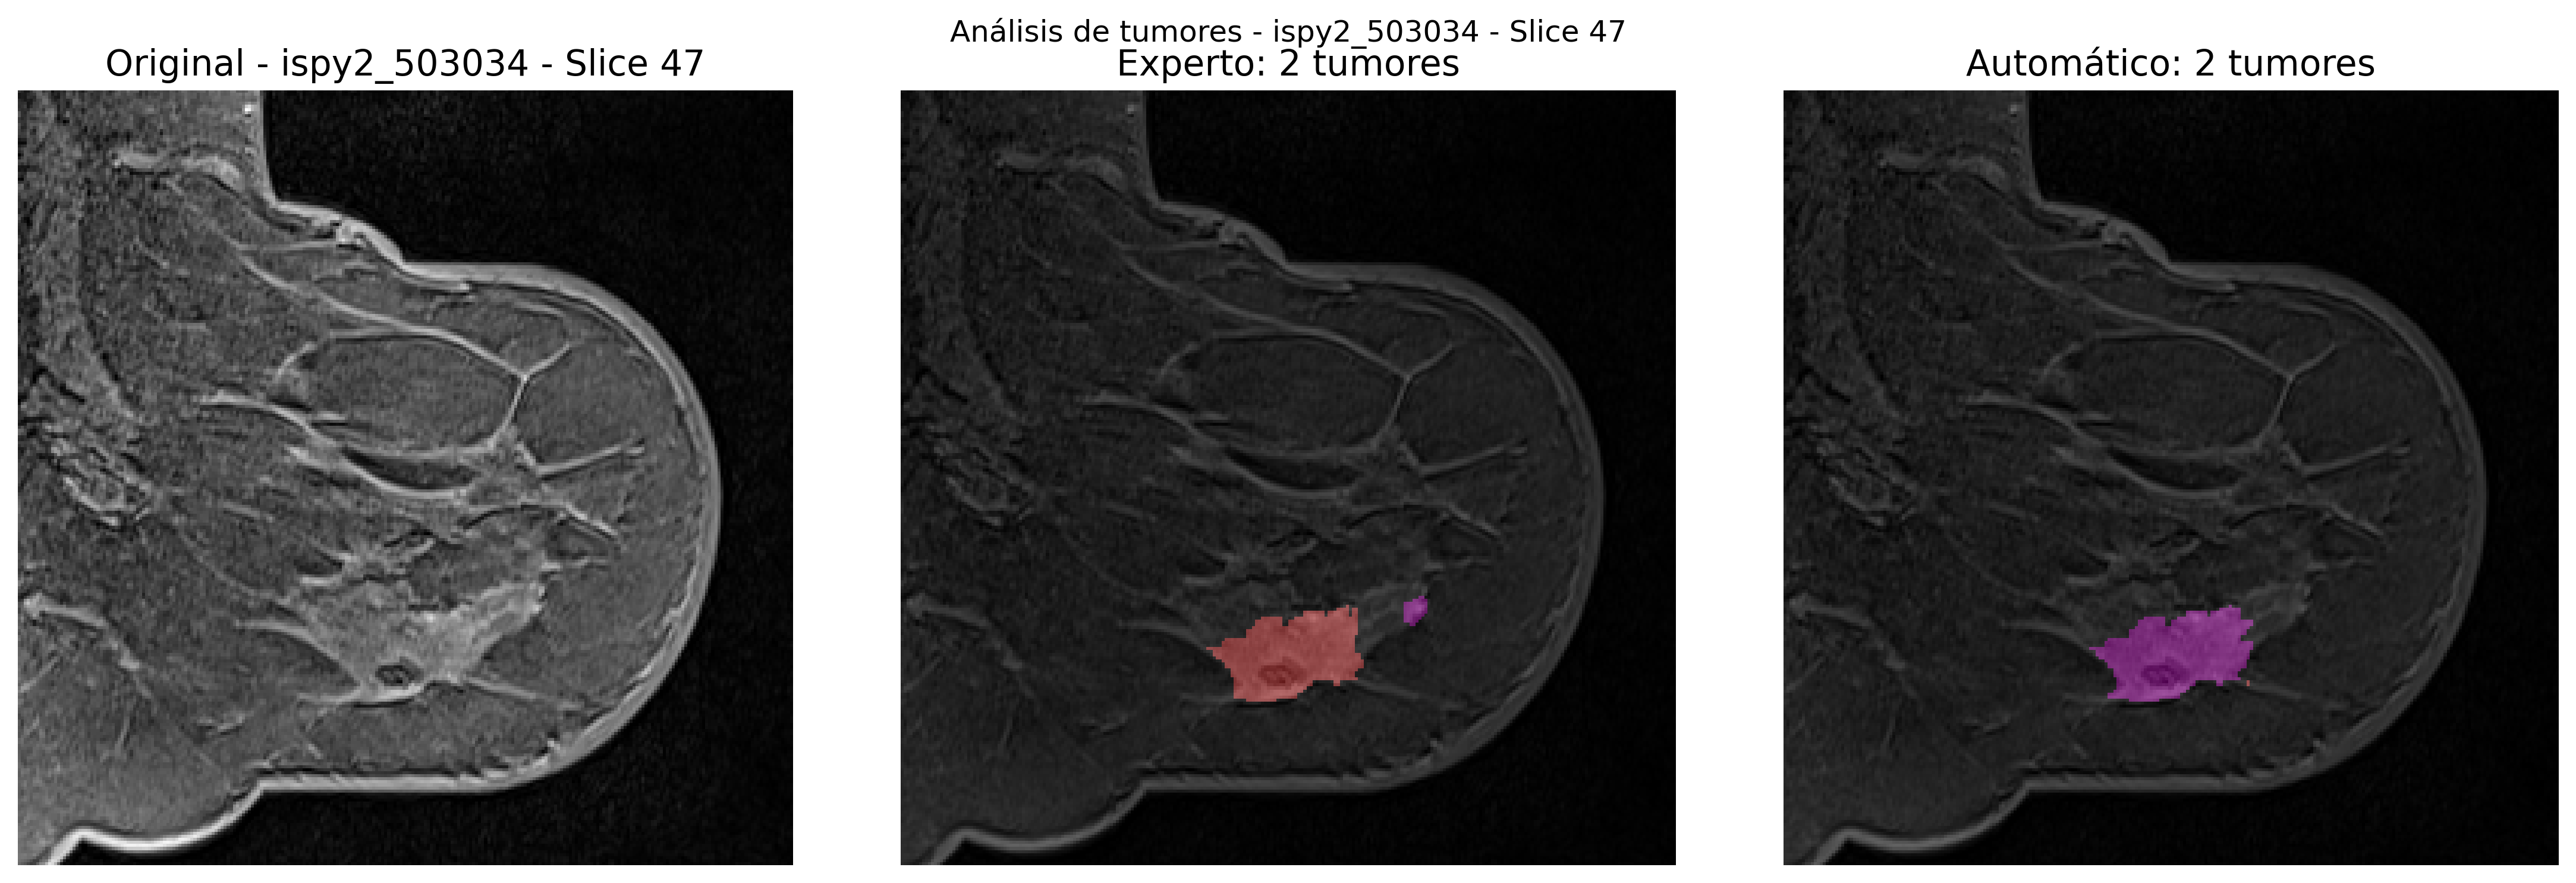 Análisis de tumores - ispy2_503034 - Slice 47
Original - ispy2_503034 - Slice 47
Experto: 2 tumores
Automático: 2 tumores